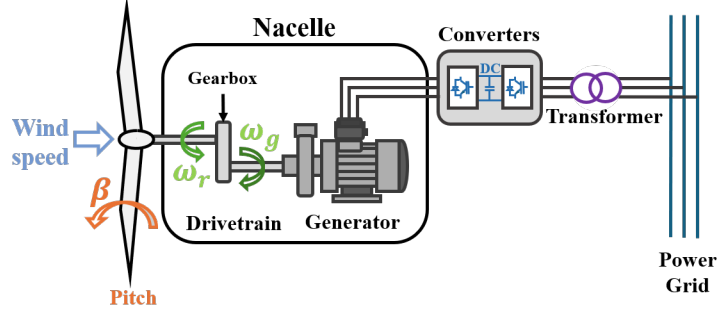 Nacelle
Converters
Gearbox
DC
Wind
speed
ω_g
ω_r
Transformer
β
Drivetrain
Generator
Power
Grid
Pitch